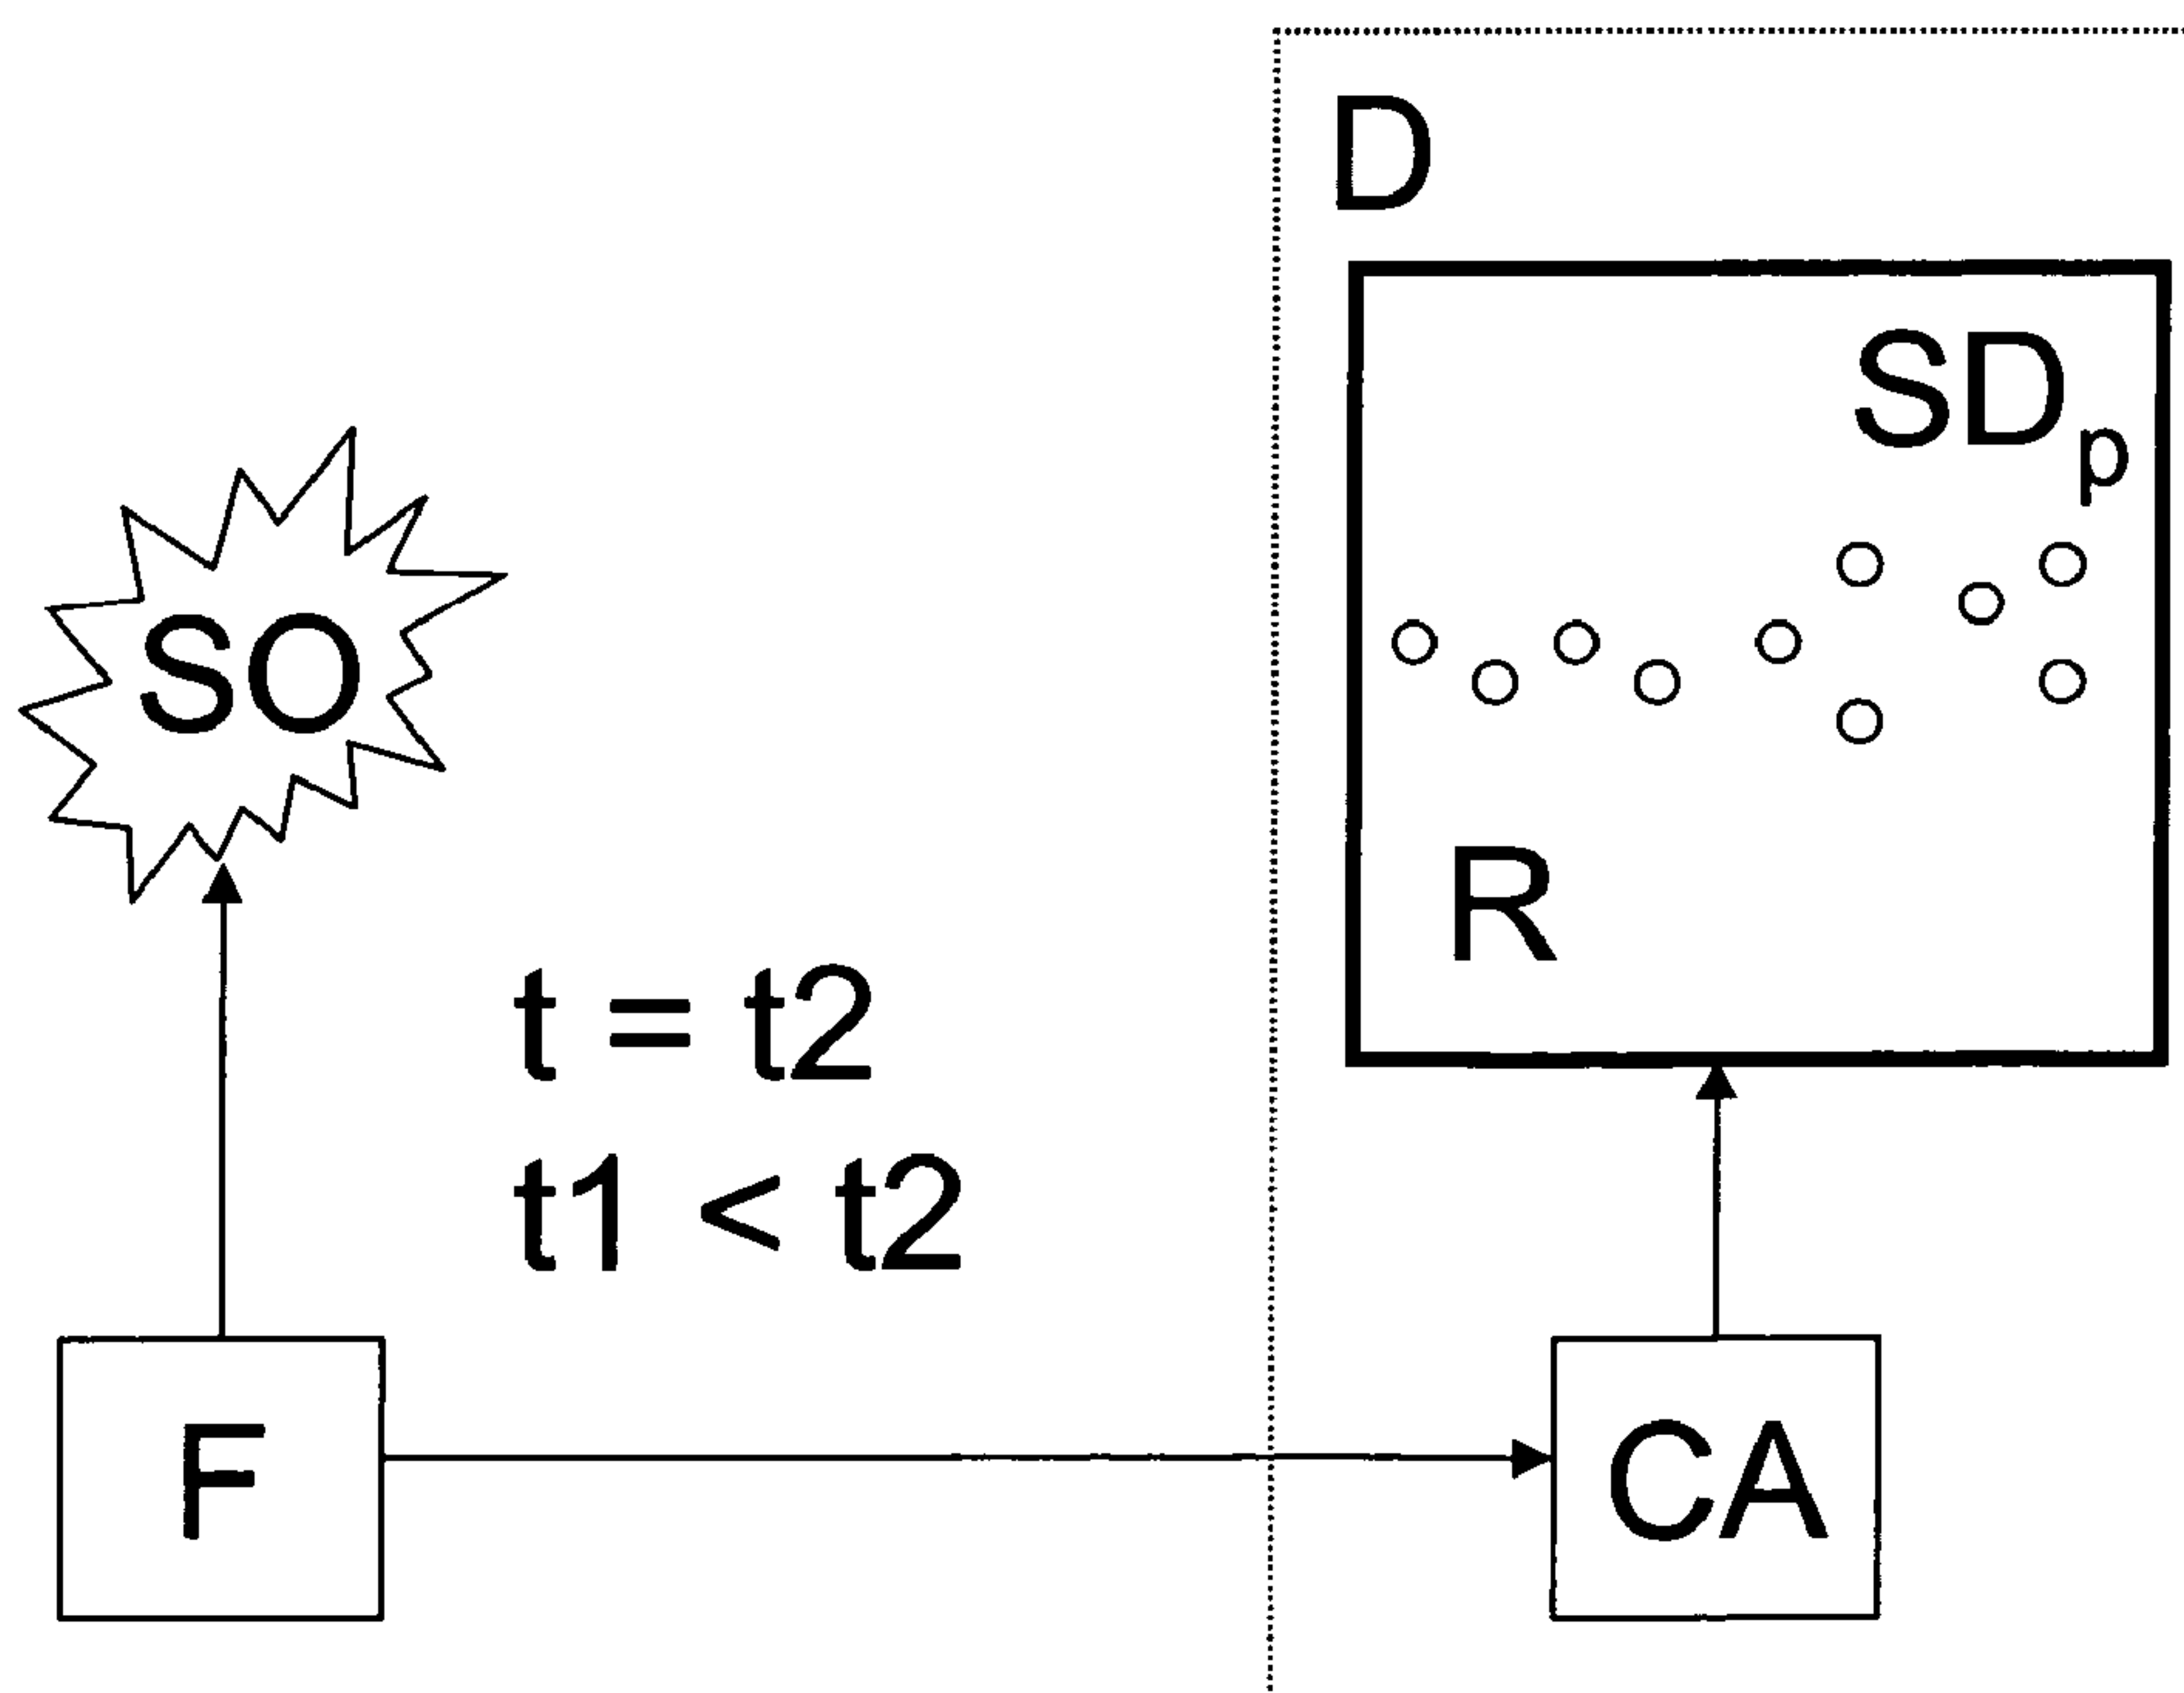 D
SDp
SO
R
t = t2
t1 < t2
F
CA